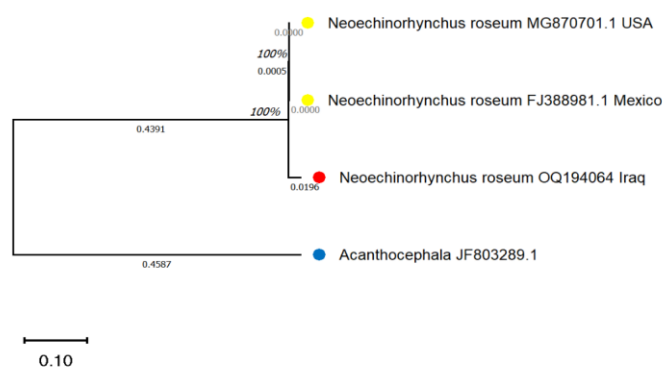 Neoechinorhynchus roseum MG870701.1 USA
0.0000
100%
0.0005
Neoechinorhynchus roseum FJ388981.1 Mexico
0.0000
100%
0.4391
Neoechinorhynchus roseum OQ194064 Iraq
0.0196
Acanthocephala JF803289.1
0.4587
0.10